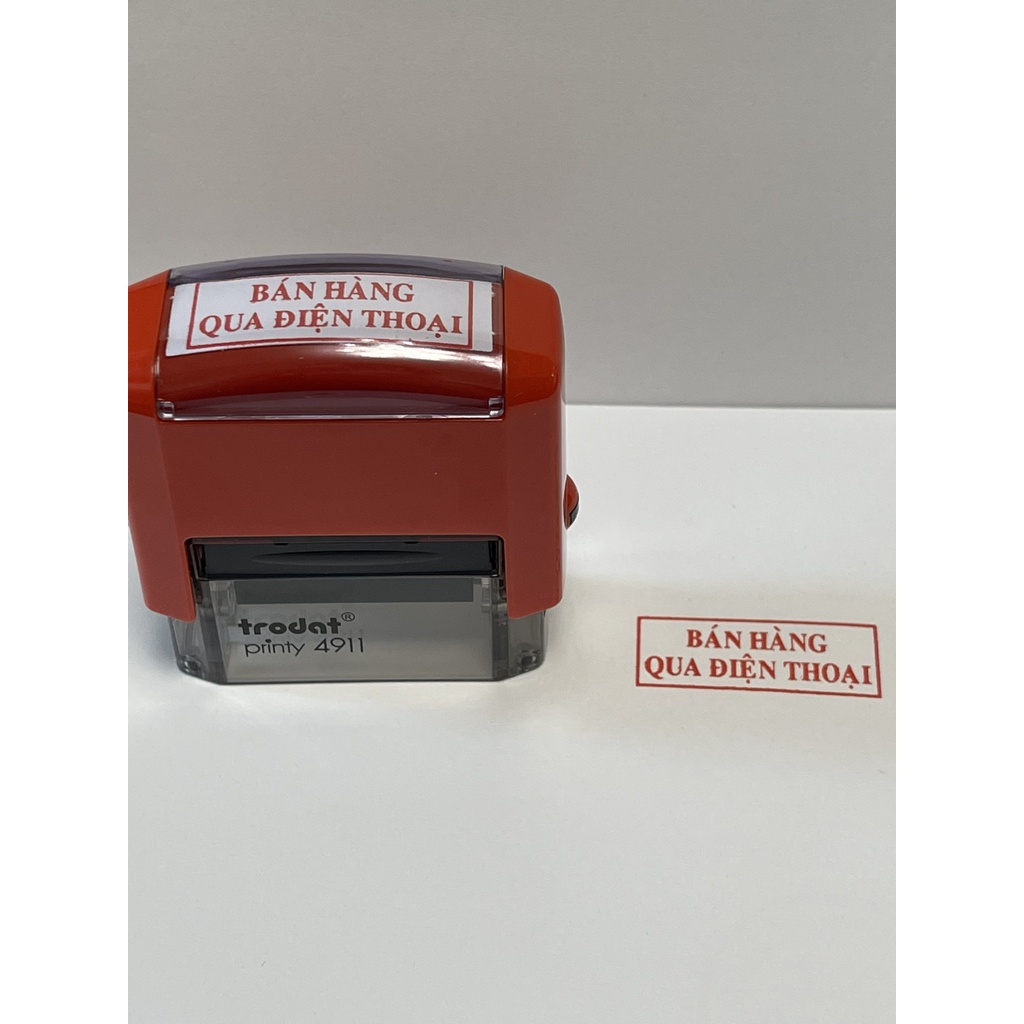 BÁN HÀNG
QUA ĐIỆN THOẠI
trodat®
printy 4911
BÁN HÀNG
QUA ĐIỆN THOẠI